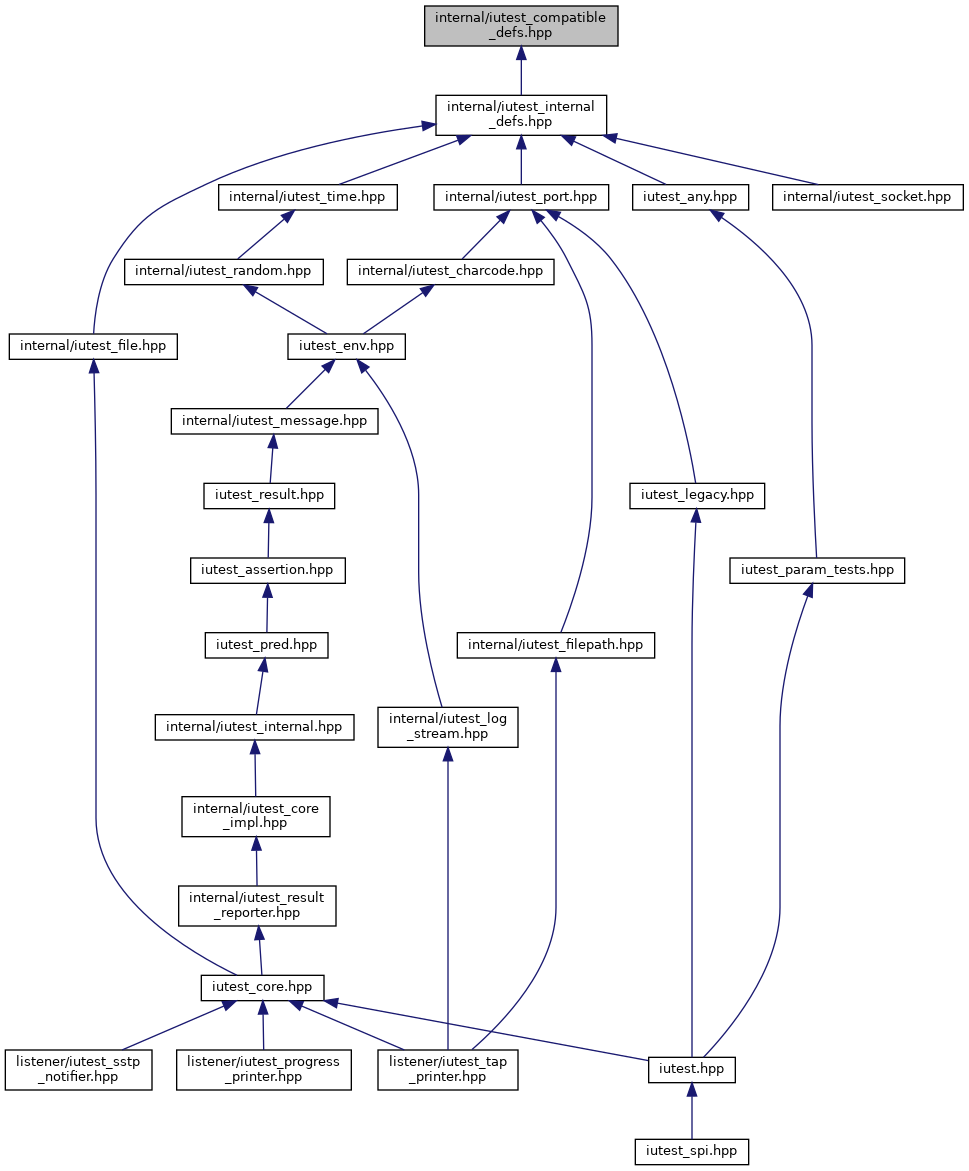 internal/iutest_compatible
_defs.hpp
internal/iutest_internal
_defs.hpp
internal/iutest_time.hpp
internal/iutest_port.hpp
iutest_any.hpp
internal/iutest_socket.hpp
internal/iutest_random.hpp
internal/iutest_charcode.hpp
internal/iutest_file.hpp
iutest_env.hpp
internal/iutest_message.hpp
iutest_result.hpp
iutest_legacy.hpp
iutest_assertion.hpp
iutest_param_tests.hpp
iutest_pred.hpp
internal/iutest_filepath.hpp
internal/iutest_internal.hpp
internal/iutest_log
_stream.hpp
internal/iutest_core
_impl.hpp
internal/iutest_result
_reporter.hpp
iutest_core.hpp
listener/iutest_sstp
_notifier.hpp
listener/iutest_progress
_printer.hpp
listener/iutest_tap
_printer.hpp
iutest.hpp
iutest_spi.hpp